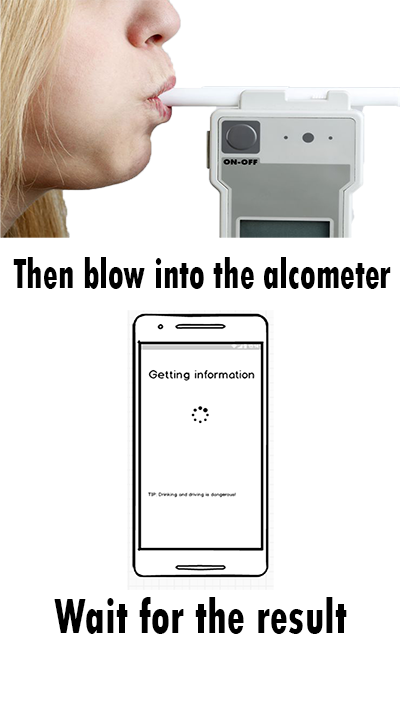 ON-OFF
Then blow into the alcometer
Getting information
TIP: Drinking and driving is dangerous!
Wait for the result